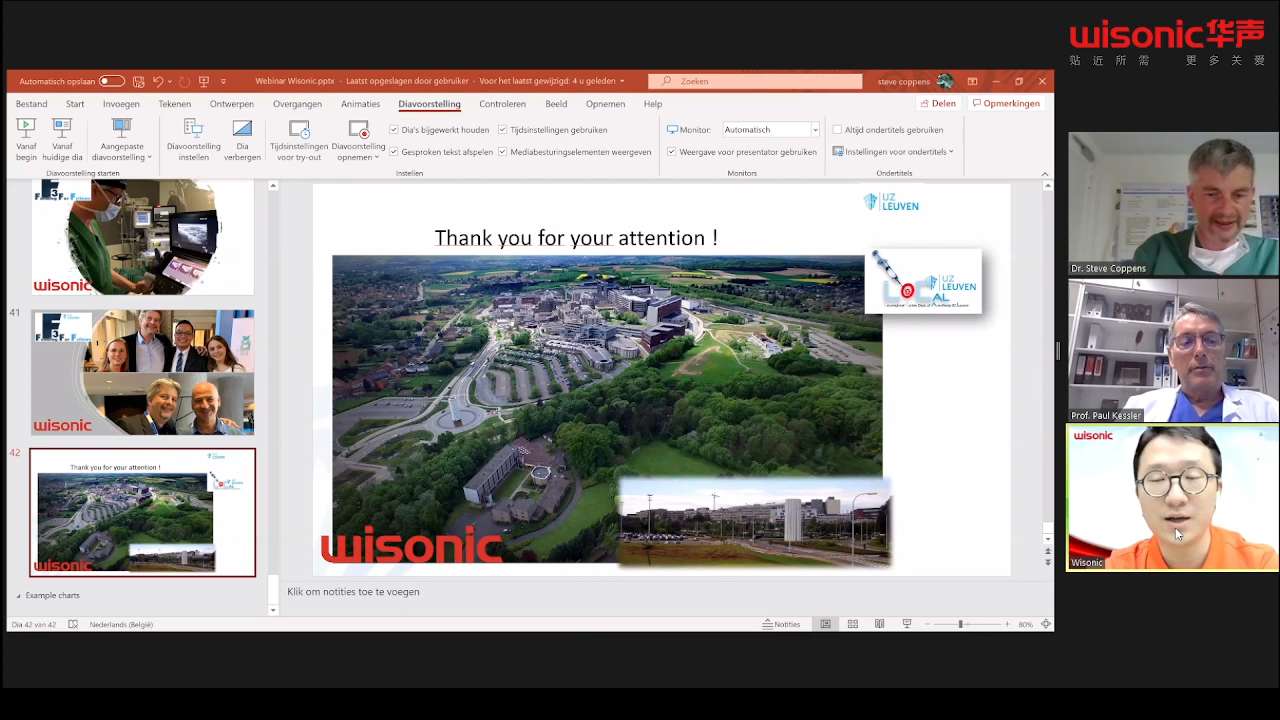 wisonic华声
贴近所需 更多关爱
Automatisch opslaan
Webinar Wisonic.pptx - Laatst opgeslagen door gebruiker - Voor het laatst gewijzigd: 4 u geleden
Zoeken
steve coppens
Bestand Start Invoegen Tekenen Ontwerpen Overgangen Animaties Diavoorstelling Controleren Beeld Opnemen Help
Delen Opmerkingen
Vanaf begin
Vanaf huidige dia
Aangepaste diavoorstelling
Diavoorstelling starten
Diavoorstelling instellen
Dia verbergen
Tijdsinstellingen voor try-out
Diavoorstelling opnemen
Dia's bijgewerkt houden
Tijdsinstellingen gebruiken
Gesproken tekst afspelen
Mediabesturingselementen weergeven
Instellen
Monitor: Automatisch
Weergave voor presentator gebruiken
Monitors
Altijd ondertitels gebruiken
Instellingen voor ondertitels
Ondertitels
wisonic
41
wisonic
42
Thank you for your attention !
wisonic
Example charts
UZ
LEUVEN
Thank you for your attention !
UZ
LEUVEN
wisonic
Klik om notities toe te voegen
Dia 42 van 42
Nederlands (België)
Notities
80%
Dr. Steve Coppens
Prof. Paul Kessler
wisonic
Wisonic